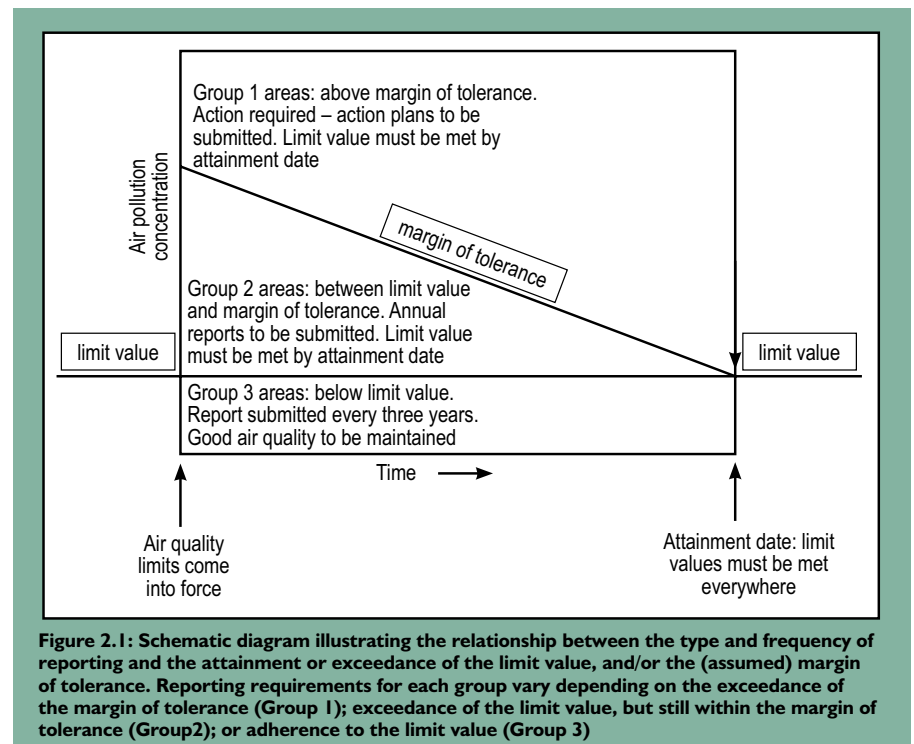 Group 1 areas: above margin of tolerance.
Action required – action plans to be
submitted. Limit value must be met by
attainment date
Air pollution
concentration
margin of tolerance
Group 2 areas: between limit value
and margin of tolerance. Annual
reports to be submitted. Limit value
must be met by attainment date
limit value
limit value
Group 3 areas: below limit value.
Report submitted every three years.
Good air quality to be maintained
Time
Air quality
limits come
into force
Attainment date: limit
values must be met
everywhere
Figure 2.1: Schematic diagram illustrating the relationship between the type and frequency of
reporting and the attainment or exceedance of the limit value, and/or the (assumed) margin
of tolerance. Reporting requirements for each group vary depending on the exceedance of
the margin of tolerance (Group 1); exceedance of the limit value, but still within the margin of
tolerance (Group2); or adherence to the limit value (Group 3)